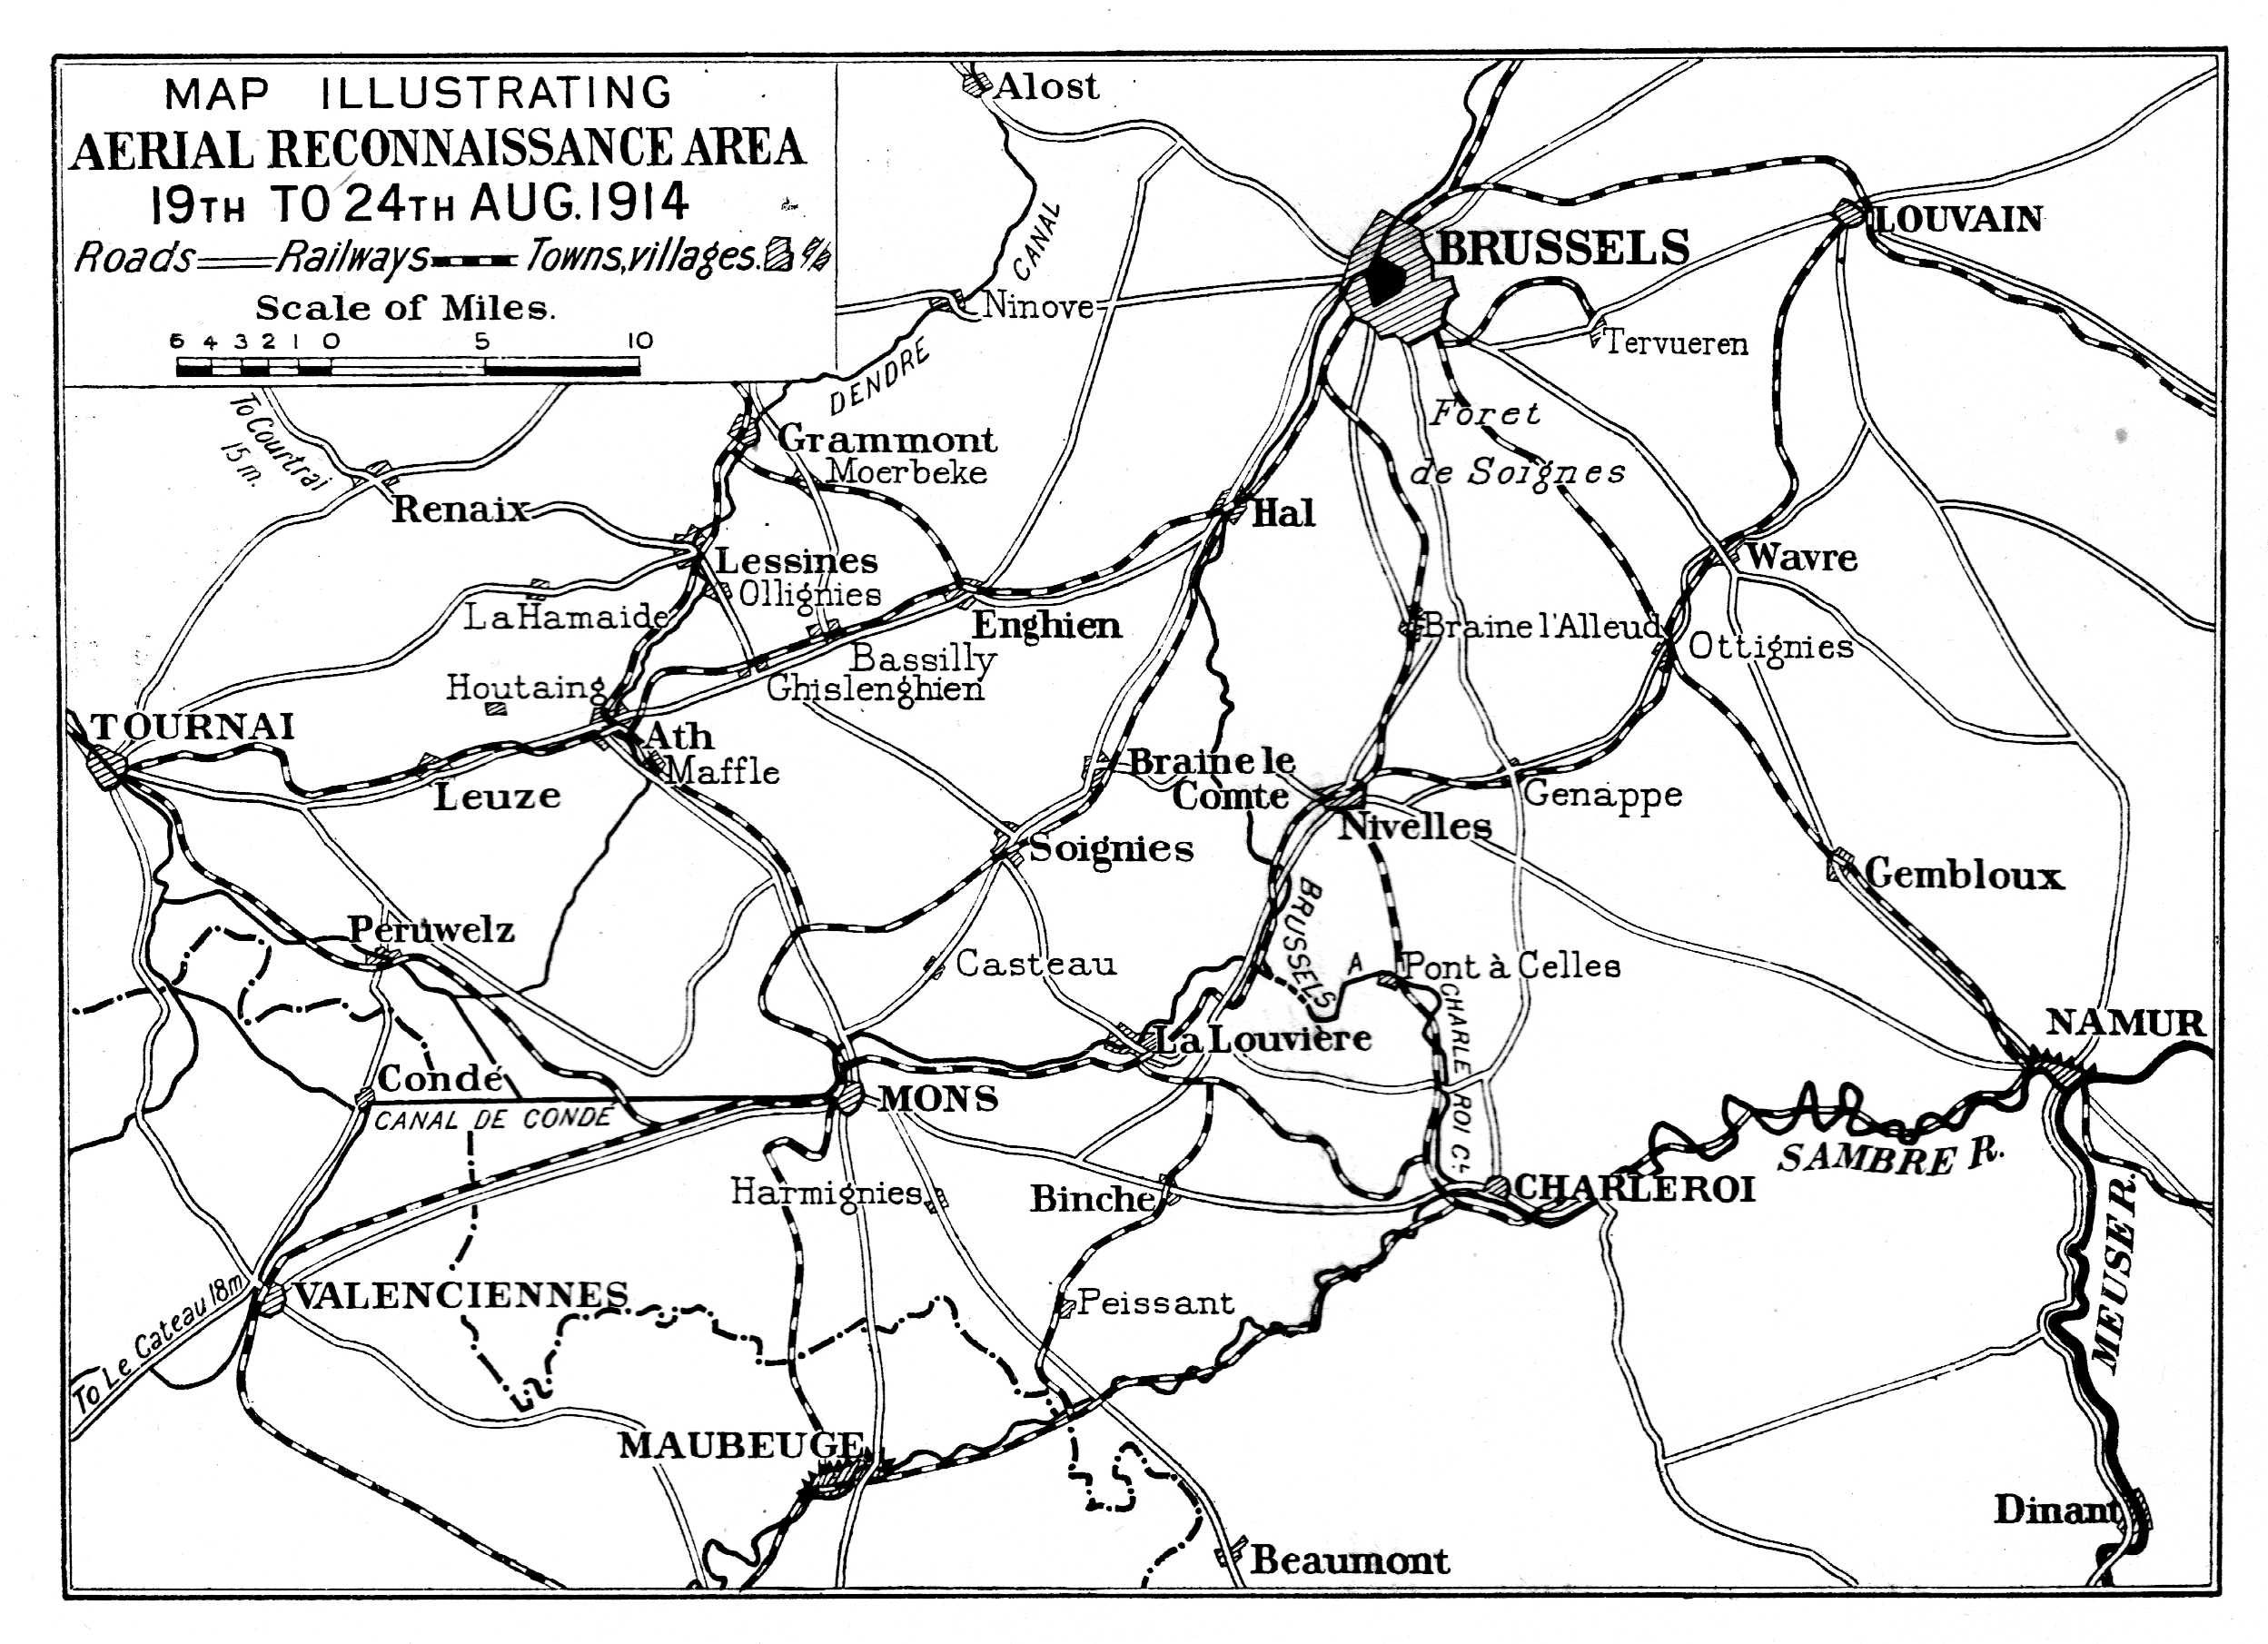 MAP ILLUSTRATING
AERIAL RECONNAISSANCE AREA
19TH TO 24TH AUG. 1914
Roads Railways Towns, villages.
Scale of Miles.
5 4 3 2 1 0 5 10
Alost
CANAL
BRUSSELS
LOUVAIN
Ninove
Tervueren
DENDRE
To Courtrai
15 m.
Foret
de Soignes
Grammont
Moerbeke
Renaix
Hal
Lessines
Wavre
Ollignies
La Hamaide
Enghien
Braine l'Alleud
Ottignies
Bassilly
Houtaing
Ghislenghien
TOURNAI
Ath
Maffle
Braine le
Comte
Leuze
Genappe
Nivelles
Soignies
Gembloux
Peruwelz
BRUSSELS
Casteau
A
Pont à Celles
CHARLEROI Cl.
NAMUR
La Louvière
Condé
MONS
CANAL DE CONDÉ
SAMBRE R.
Harmignies
Binche
CHARLEROI
MEUSE R.
VALENCIENNES
Peissant
To Le Cateau 18m
MAUBEUGE
Dinant
Beaumont